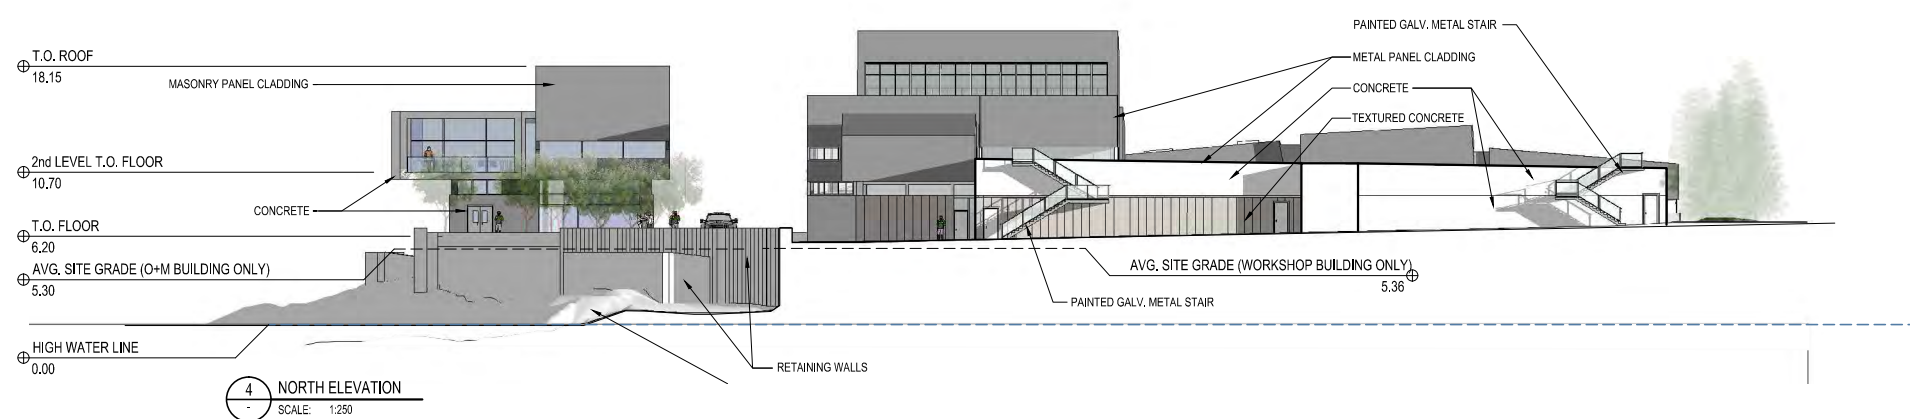 T.O. ROOF
18.15
MASONRY PANEL CLADDING
2nd LEVEL T.O. FLOOR
10.70
CONCRETE
T.O. FLOOR
6.20
AVG. SITE GRADE (O+M BUILDING ONLY)
5.30
HIGH WATER LINE
0.00
RETAINING WALLS
PAINTED GALV. METAL STAIR
METAL PANEL CLADDING
CONCRETE
TEXTURED CONCRETE
AVG. SITE GRADE (WORKSHOP BUILDING ONLY)
5.36
PAINTED GALV. METAL STAIR
4
-
NORTH ELEVATION
SCALE: 1:250